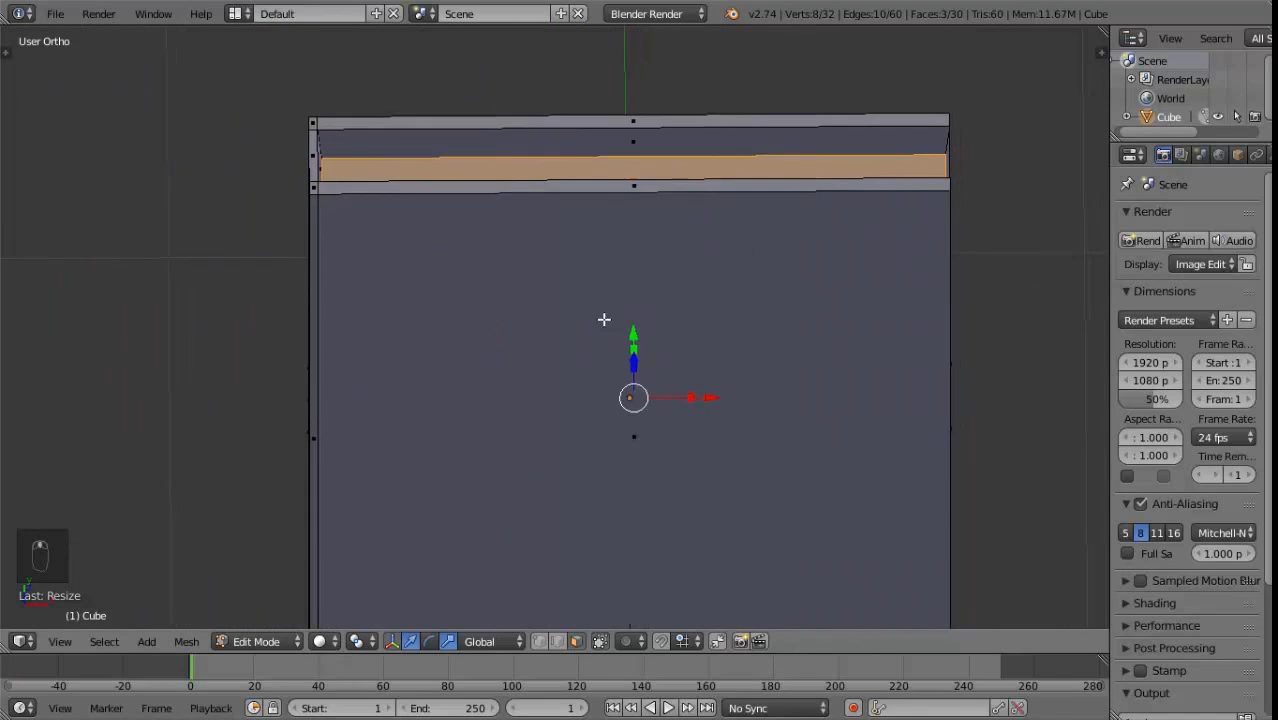 File Render Window Help Default Scene Blender Render v2.74 | Verts:8/32 | Edges:10/60 | Faces:3/30 | Tris:60 | Mem:11.67M | Cube
User Ortho
View Search All S
Scene
RenderLaye
World
Cube
Scene
Render
Rend Anim Audio
Display: Image Edit
Dimensions
Render Presets
Resolution: Frame Ra...
1920 p Start :1
1080 p En: 250
50% Fram: 1
Aspect Ra... Frame Rate:
: 1.000 24 fps
: 1.000 Time Rem...
1
Anti-Aliasing
5 8 11 16 Mitchell-N
Full Sa 1.000 p
Sampled Motion Blur
Shading
Performance
Post Processing
Stamp
Output
Last: Resize
(1) Cube
View Select Add Mesh Edit Mode Global
-40 -20 0 20 40 60 80 100 120 140 160 180 200 220 240 260 280
View Marker Frame Playback Start: 1 End: 250 1 No Sync